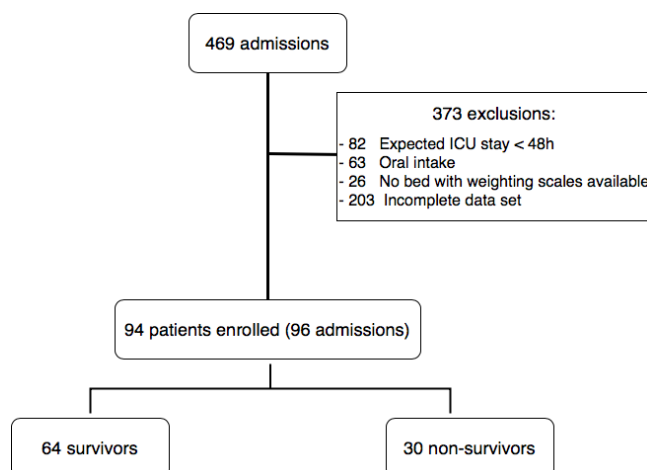 469 admissions
373 exclusions:
- 82 Expected ICU stay < 48h
- 63 Oral intake
- 26 No bed with weighting scales available
- 203 Incomplete data set
94 patients enrolled (96 admissions)
64 survivors
30 non-survivors